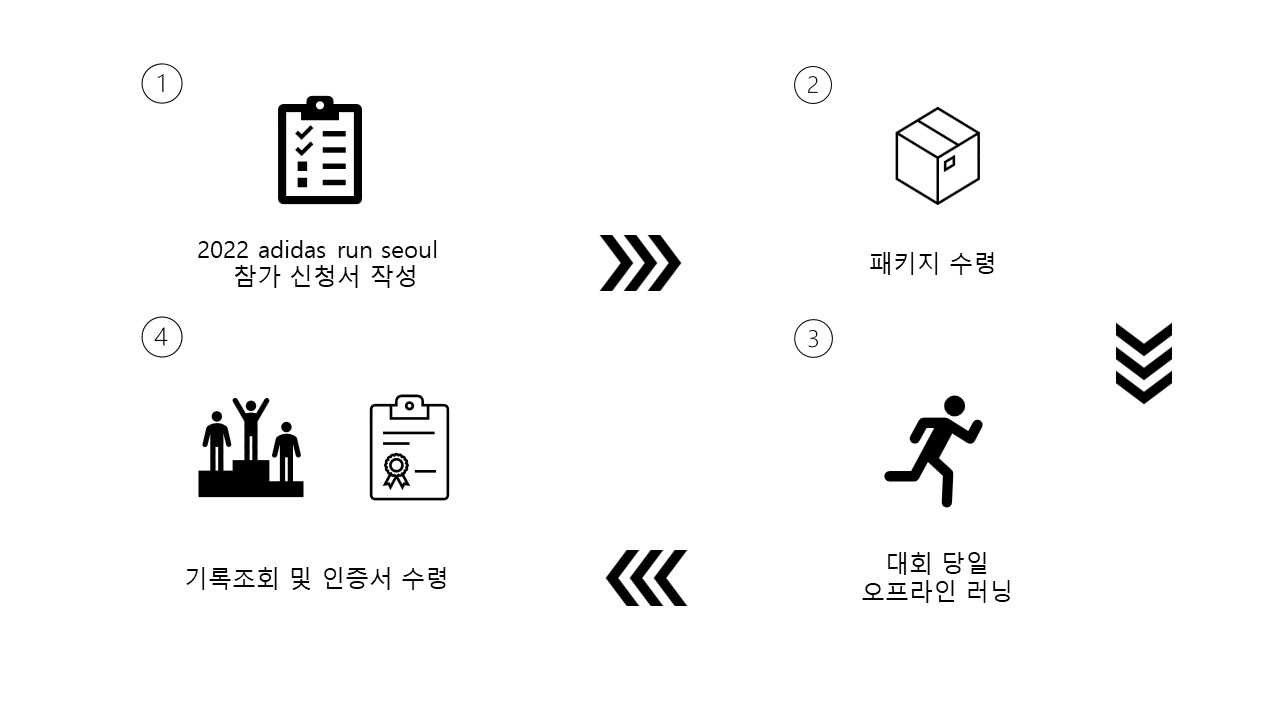 1
2022 adidas run seoul
참가 신청서 작성
2
패키지 수령
3
대회 당일
오프라인 러닝
4
기록조회 및 인증서 수령